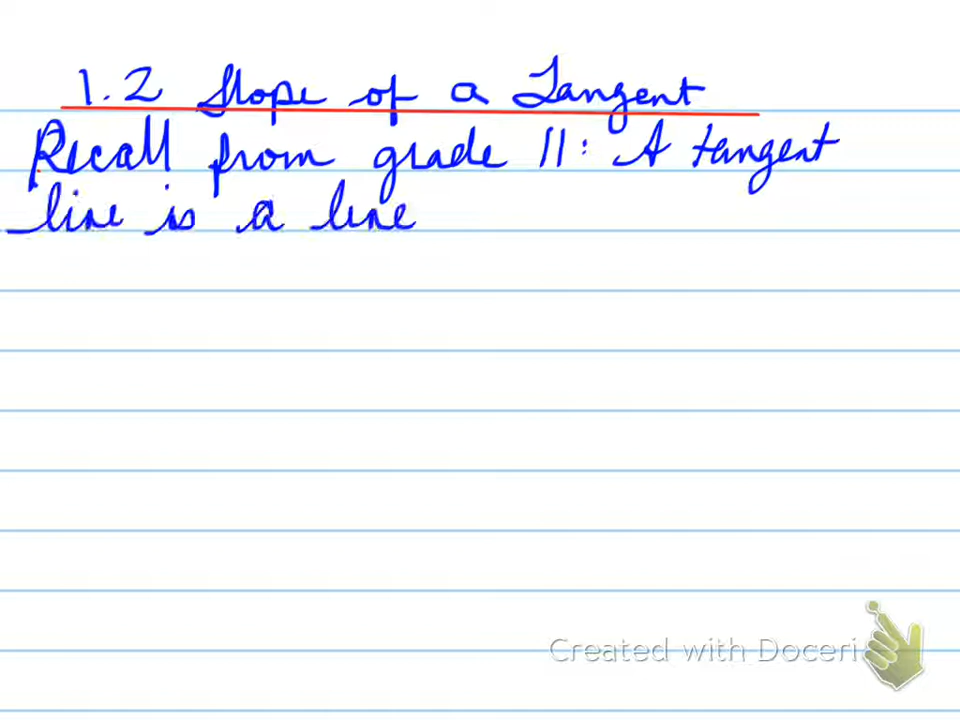 1.2 Slope of a Tangent
Recall from grade 11: A tangent
line is a line
Created with Doceri